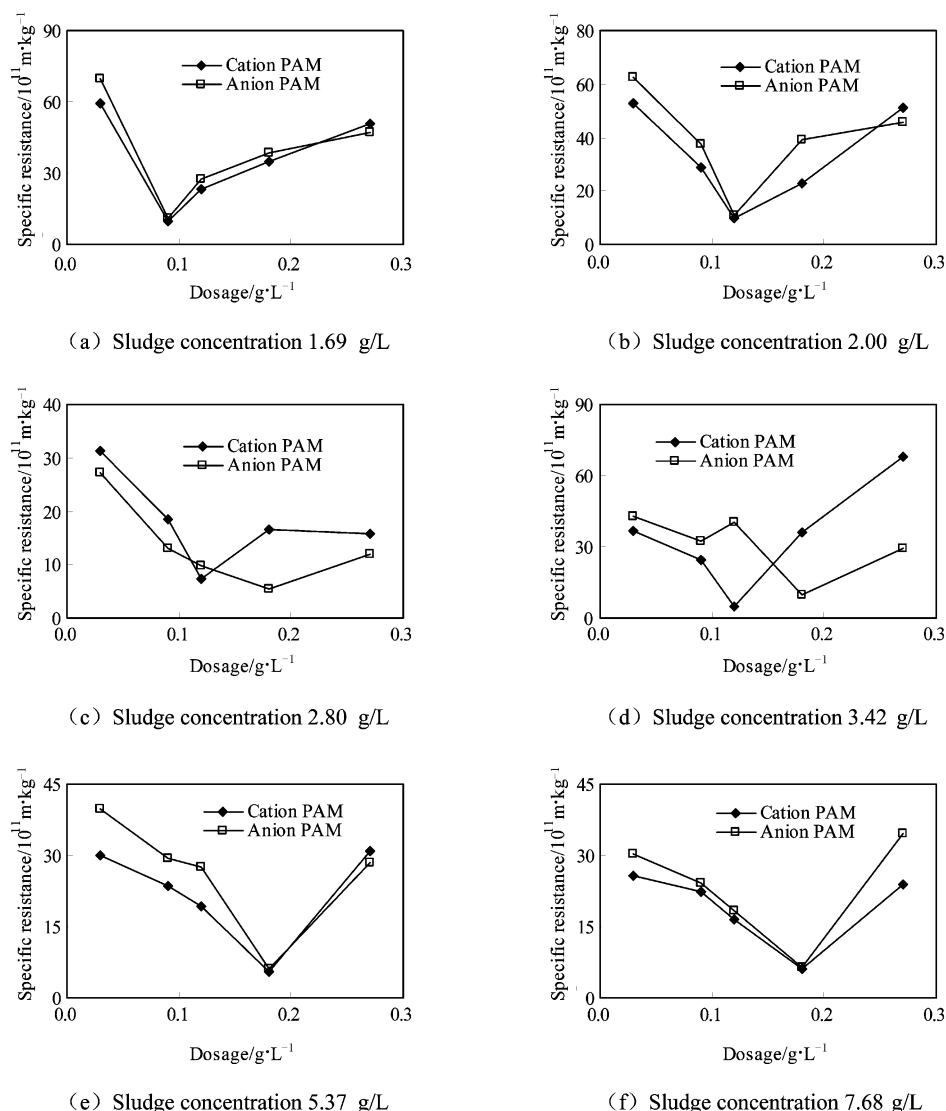 Specific resistance/10¹¹m·kg⁻¹
90
60
30
0
Cation PAM
Anion PAM
0.0 0.1 0.2 0.3
Dosage/g·L⁻¹
（a）Sludge concentration 1.69 g/L
Specific resistance/10¹¹m·kg⁻¹
80
60
40
20
0
Cation PAM
Anion PAM
0.0 0.1 0.2 0.3
Dosage/g·L⁻¹
（b）Sludge concentration 2.00 g/L
Specific resistance/10¹¹m·kg⁻¹
40
30
20
10
0
Cation PAM
Anion PAM
0.0 0.1 0.2 0.3
Dosage/g·L⁻¹
（c）Sludge concentration 2.80 g/L
Specific resistance/10¹¹m·kg⁻¹
90
60
30
0
Cation PAM
Anion PAM
0.0 0.1 0.2 0.3
Dosage/g·L⁻¹
（d）Sludge concentration 3.42 g/L
Specific resistance/10¹¹m·kg⁻¹
45
30
15
0
Cation PAM
Anion PAM
0.0 0.1 0.2 0.3
Dosage/g·L⁻¹
（e）Sludge concentration 5.37 g/L
Specific resistance/10¹¹m·kg⁻¹
45
30
15
0
Cation PAM
Anion PAM
0.0 0.1 0.2 0.3
Dosage/g·L⁻¹
（f）Sludge concentration 7.68 g/L